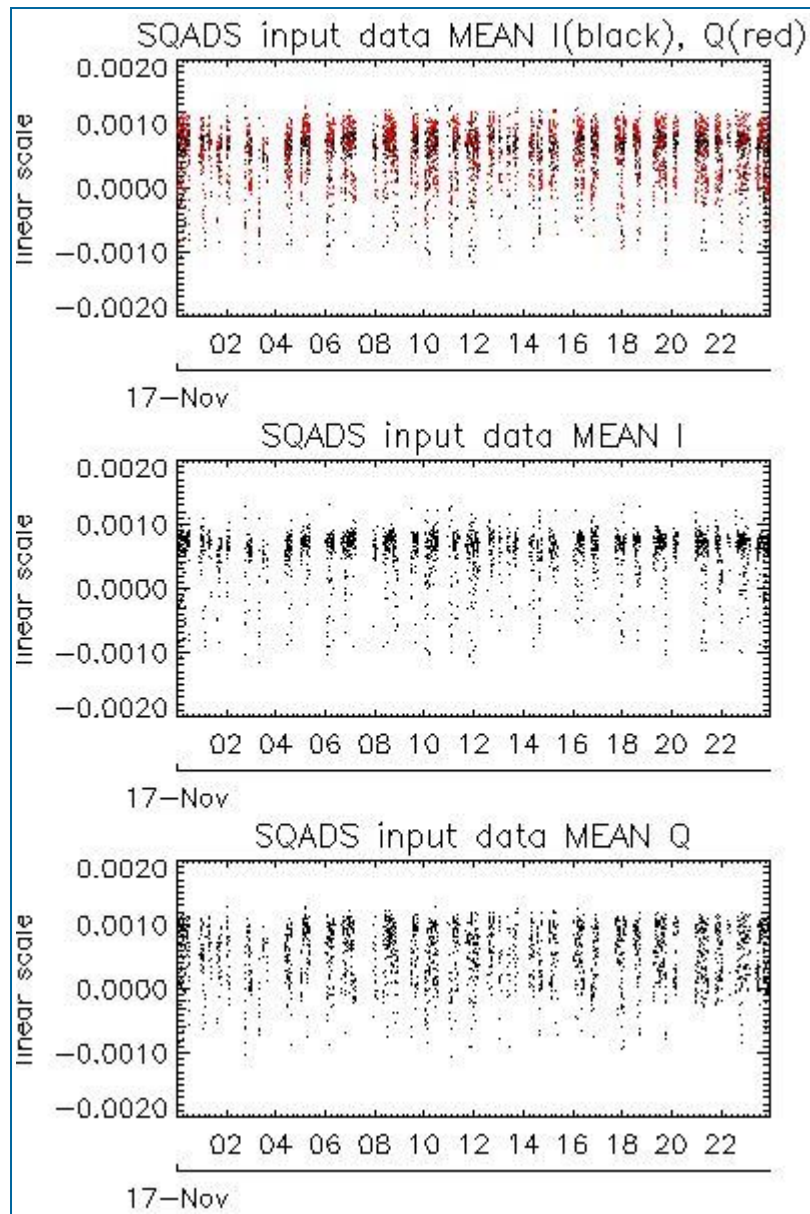 SQADS input data MEAN I(black), Q(red)
0.0020
0.0010
0.0000
−0.0010
−0.0020
linear scale
02 04 06 08 10 12 14 16 18 20 22
17−Nov
SQADS input data MEAN I
0.0020
0.0010
0.0000
−0.0010
−0.0020
linear scale
02 04 06 08 10 12 14 16 18 20 22
17−Nov
SQADS input data MEAN Q
0.0020
0.0010
0.0000
−0.0010
−0.0020
linear scale
02 04 06 08 10 12 14 16 18 20 22
17−Nov